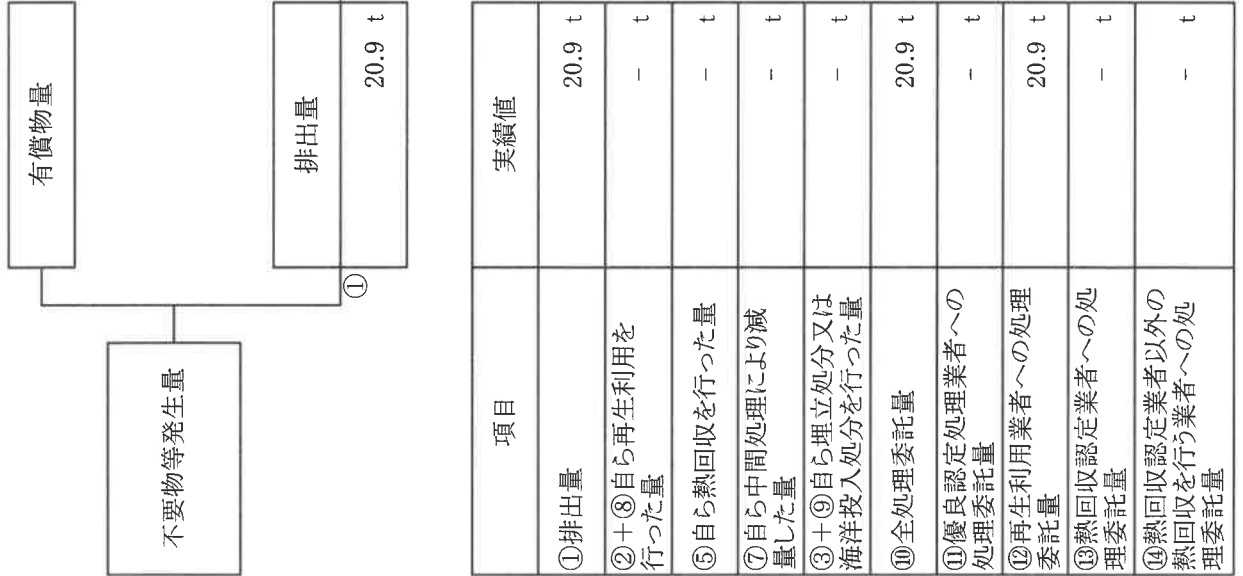 有償物量
不要物等発生量
排出量
①
20.9 t
項目
実績値
①排出量
20.9 t
②+⑧自ら再生利用を
行った量
- t
⑤自ら熱回収を行った量
- t
⑦自ら中間処理により減
量した量
- t
③+⑨自ら埋立処分又は
海洋投入処分を行った量
- t
⑩全処理委託量
20.9 t
⑪優良認定処理業者への
処理委託量
- t
⑫再生利用業者への処理
委託量
20.9 t
⑬熱回収認定業者への処
理委託量
- t
⑭熱回収認定業者以外の
熱回収を行う業者への処
理委託量
- t